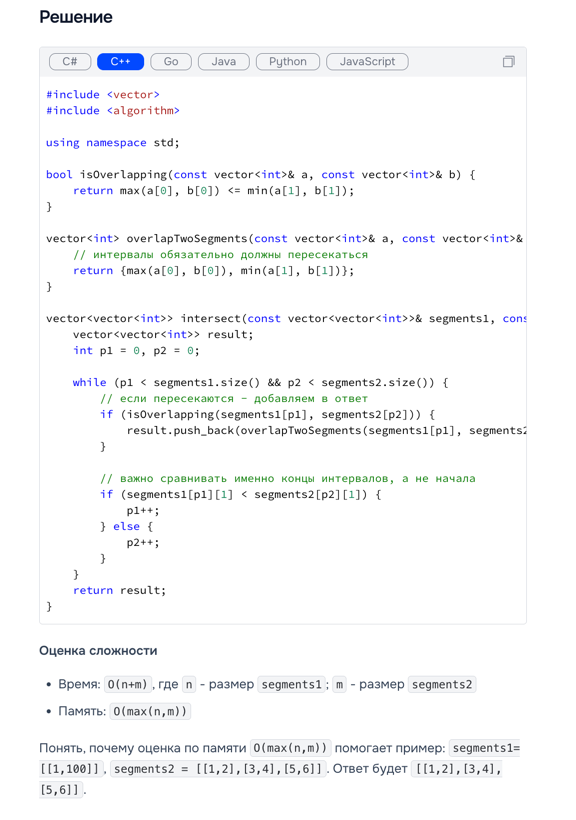 Решение
C# C++ Go Java Python JavaScript
#include <vector>
#include <algorithm>
using namespace std;
bool isOverlapping(const vector<int>& a, const vector<int>& b) {
    return max(a[0], b[0]) <= min(a[1], b[1]);
}
vector<int> overlapTwoSegments(const vector<int>& a, const vector<int>&
    // интервалы обязательно должны пересекаться
    return {max(a[0], b[0]), min(a[1], b[1])};
}
vector<vector<int>> intersect(const vector<vector<int>>& segments1, cons
    vector<vector<int>> result;
    int p1 = 0, p2 = 0;
    while (p1 < segments1.size() && p2 < segments2.size()) {
        // если пересекаются - добавляем в ответ
        if (isOverlapping(segments1[p1], segments2[p2])) {
            result.push_back(overlapTwoSegments(segments1[p1], segments2
        }
        // важно сравнивать именно концы интервалов, а не начала
        if (segments1[p1][1] < segments2[p2][1]) {
            p1++;
        } else {
            p2++;
        }
    }
    return result;
}
Оценка сложности
• Время: O(n+m), где n - размер segments1; m - размер segments2
• Память: O(max(n,m))
Понять, почему оценка по памяти O(max(n,m)) помогает пример: segments1=
[[1,100]], segments2 = [[1,2],[3,4],[5,6]]. Ответ будет [[1,2],[3,4],
[5,6]].